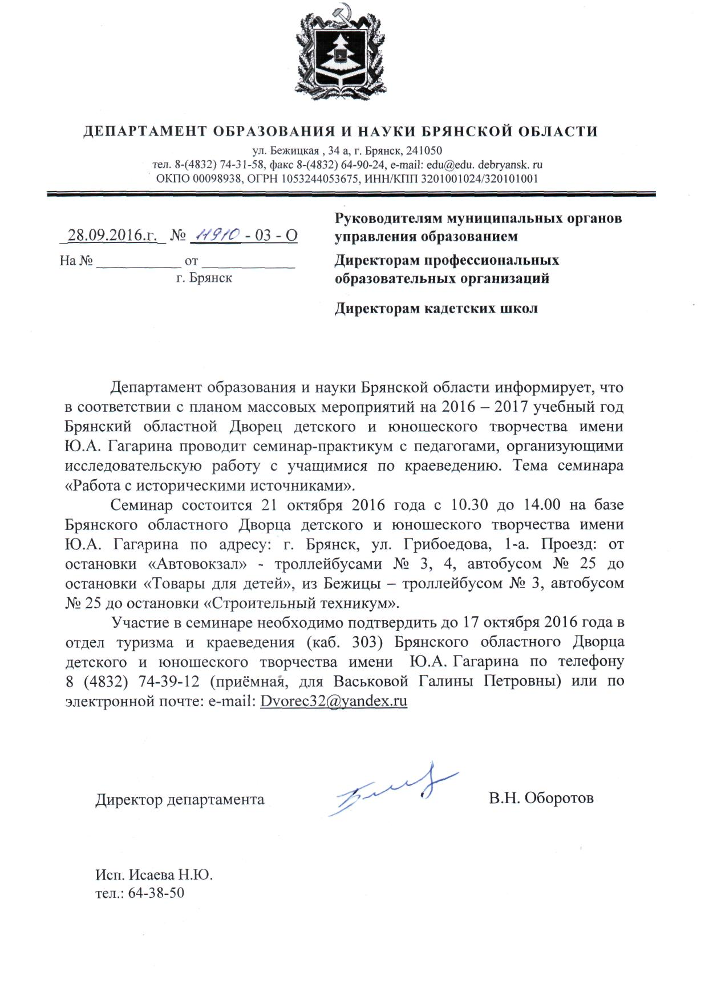 ДЕПАРТАМЕНТ ОБРАЗОВАНИЯ И НАУКИ БРЯНСКОЙ ОБЛАСТИ
ул. Бежицкая , 34 а, г. Брянск, 241050
тел. 8-(4832) 74-31-58, факс 8-(4832) 64-90-24, e-mail: edu@edu. debryansk. ru
ОКПО 00098938, ОГРН 1053244053675, ИНН/КПП 3201001024/320101001
_28.09.2016.г._ № 11910 - 03 - О
На № ___________ от ____________
г. Брянск
Руководителям муниципальных органов
управления образованием
Директорам профессиональных
образовательных организаций
Директорам кадетских школ
Департамент образования и науки Брянской области информирует, что
в соответствии с планом массовых мероприятий на 2016 – 2017 учебный год
Брянский областной Дворец детского и юношеского творчества имени
Ю.А. Гагарина проводит семинар-практикум с педагогами, организующими
исследовательскую работу с учащимися по краеведению. Тема семинара
«Работа с историческими источниками».
Семинар состоится 21 октября 2016 года с 10.30 до 14.00 на базе
Брянского областного Дворца детского и юношеского творчества имени
Ю.А. Гагарина по адресу: г. Брянск, ул. Грибоедова, 1-а. Проезд: от
остановки «Автовокзал» - троллейбусами № 3, 4, автобусом № 25 до
остановки «Товары для детей», из Бежицы – троллейбусом № 3, автобусом
№ 25 до остановки «Строительный техникум».
Участие в семинаре необходимо подтвердить до 17 октября 2016 года в
отдел туризма и краеведения (каб. 303) Брянского областного Дворца
детского и юношеского творчества имени Ю.А. Гагарина по телефону
8 (4832) 74-39-12 (приёмная, для Васьковой Галины Петровны) или по
электронной почте: e-mail: Dvorec32@yandex.ru
Директор департамента
В.Н. Оборотов
Исп. Исаева Н.Ю.
тел.: 64-38-50